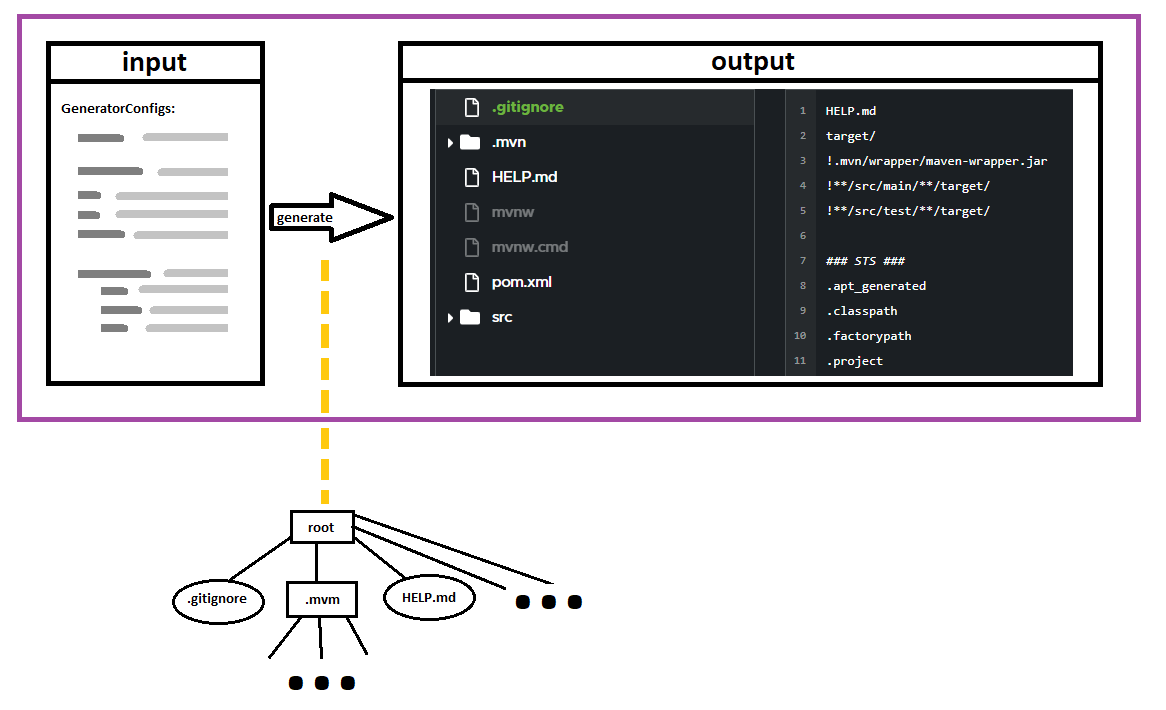 input
GeneratorConfigs:
generate
output
.gitignore
.mvn
HELP.md
mvnw
mvnw.cmd
pom.xml
src
1 HELP.md
2 target/
3 !.mvn/wrapper/maven-wrapper.jar
4 !**/src/main/**/target/
5 !**/src/test/**/target/
6
7 ### STS ###
8 .apt_generated
9 .classpath
10 .factorypath
11 .project
root
.gitignore
.mvm
HELP.md